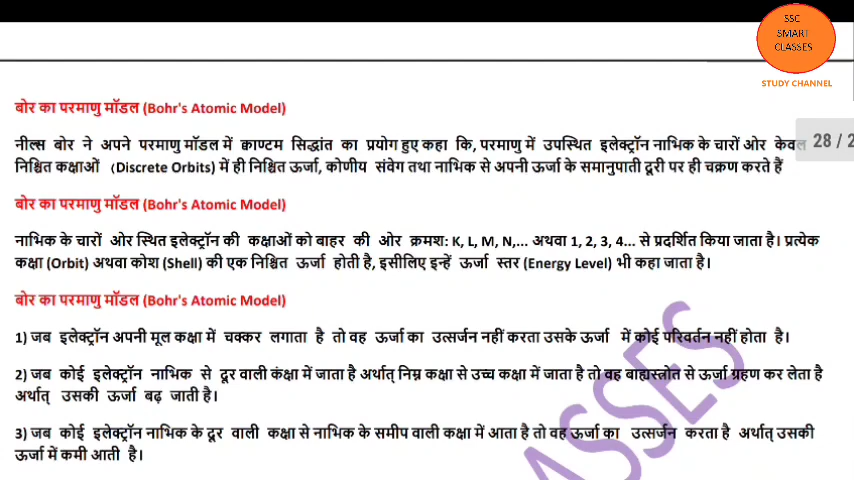 SSC
SMART
CLASSES
STUDY CHANNEL
बोर का परमाणु मॉडल (Bohr's Atomic Model)
नील्स बोर ने अपने परमाणु मॉडल में क्वाण्टम सिद्धांत का प्रयोग हुए कहा कि, परमाणु में उपस्थित इलेक्ट्रॉन नाभिक के चारों ओर केवल
28 / 2
निश्चित कक्षाओं (Discrete Orbits) में ही निश्चित ऊर्जा, कोणीय संवेग तथा नाभिक से अपनी ऊर्जा के समानुपाती दूरी पर ही चक्रण करते हैं
बोर का परमाणु मॉडल (Bohr's Atomic Model)
नाभिक के चारों ओर स्थित इलेक्ट्रॉन की कक्षाओं को बाहर की ओर क्रमश: K, L, M, N,... अथवा 1, 2, 3, 4... से प्रदर्शित किया जाता है। प्रत्येक
कक्षा (Orbit) अथवा कोश (Shell) की एक निश्चित ऊर्जा होती है, इसीलिए इन्हें ऊर्जा स्तर (Energy Level) भी कहा जाता है।
बोर का परमाणु मॉडल (Bohr's Atomic Model)
1) जब इलेक्ट्रॉन अपनी मूल कक्षा में चक्कर लगाता है तो वह ऊर्जा का उत्सर्जन नहीं करता उसके ऊर्जा में कोई परिवर्तन नहीं होता है।
2) जब कोई इलेक्ट्रॉन नाभिक से दूर वाली कंक्षा में जाता है अर्थात् निम्न कक्षा से उच्च कक्षा में जाता है तो वह बाह्यस्त्रोत से ऊर्जा ग्रहण कर लेता है
अर्थात् उसकी ऊर्जा बढ़ जाती है।
3) जब कोई इलेक्ट्रॉन नाभिक के दूर वाली कक्षा से नाभिक के समीप वाली कक्षा में आता है तो वह ऊर्जा का उत्सर्जन करता है अर्थात् उसकी
ऊर्जा में कमी आती है।
ASSES